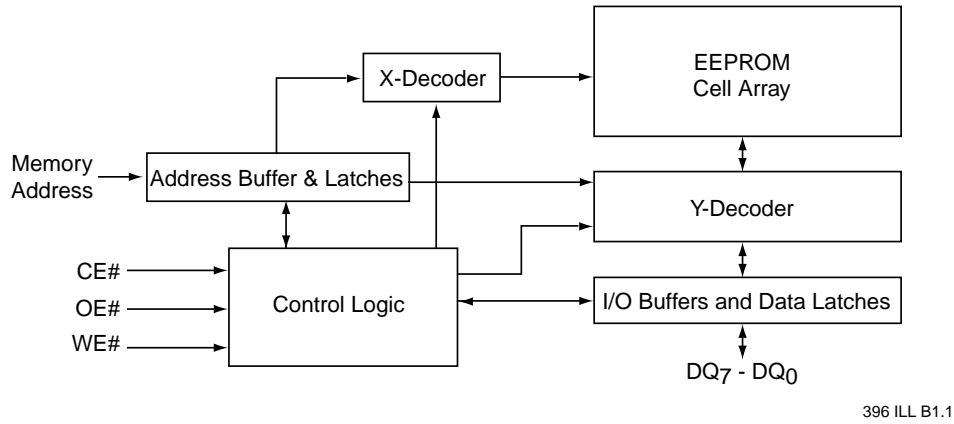 EEPROM
Cell Array
X-Decoder
Memory
Address
Address Buffer & Latches
Y-Decoder
CE#
OE#
WE#
Control Logic
I/O Buffers and Data Latches
DQ7 - DQ0
396 ILL B1.1